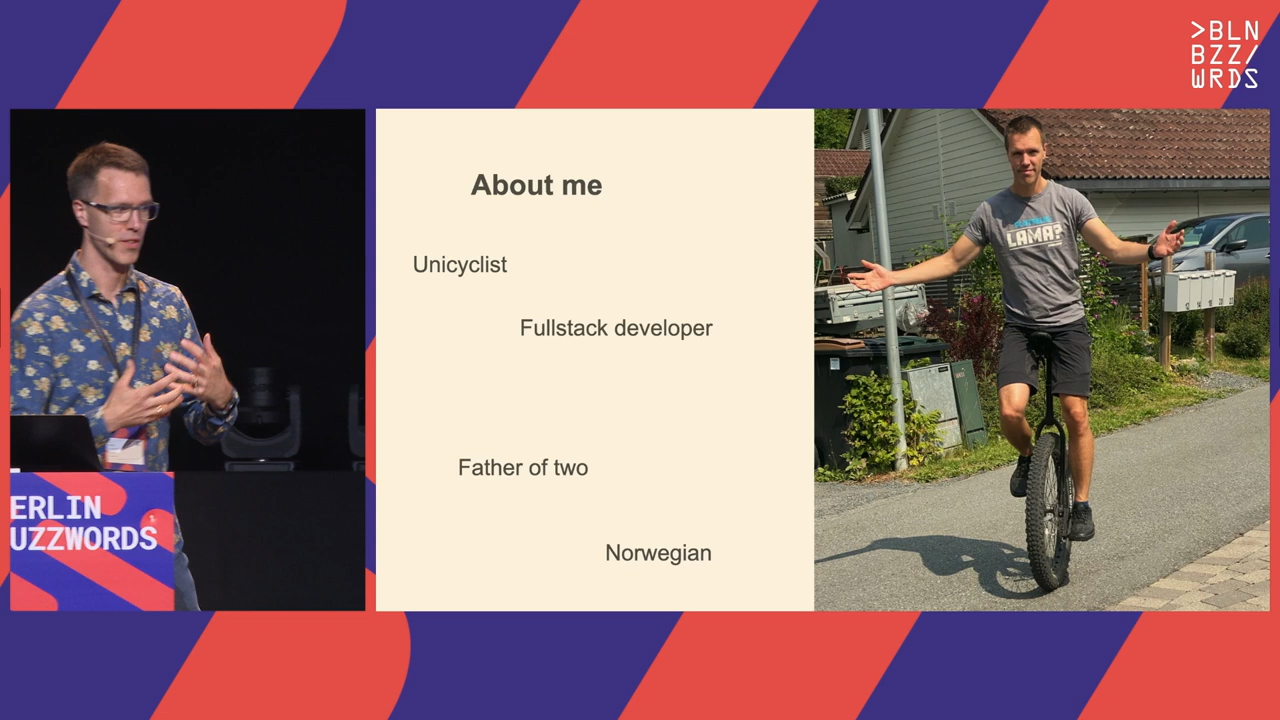 >BLN
BZZ/
WRDS
About me
Unicyclist
Fullstack developer
Father of two
Norwegian
LAMA?
ERLIN
UZZWORDS